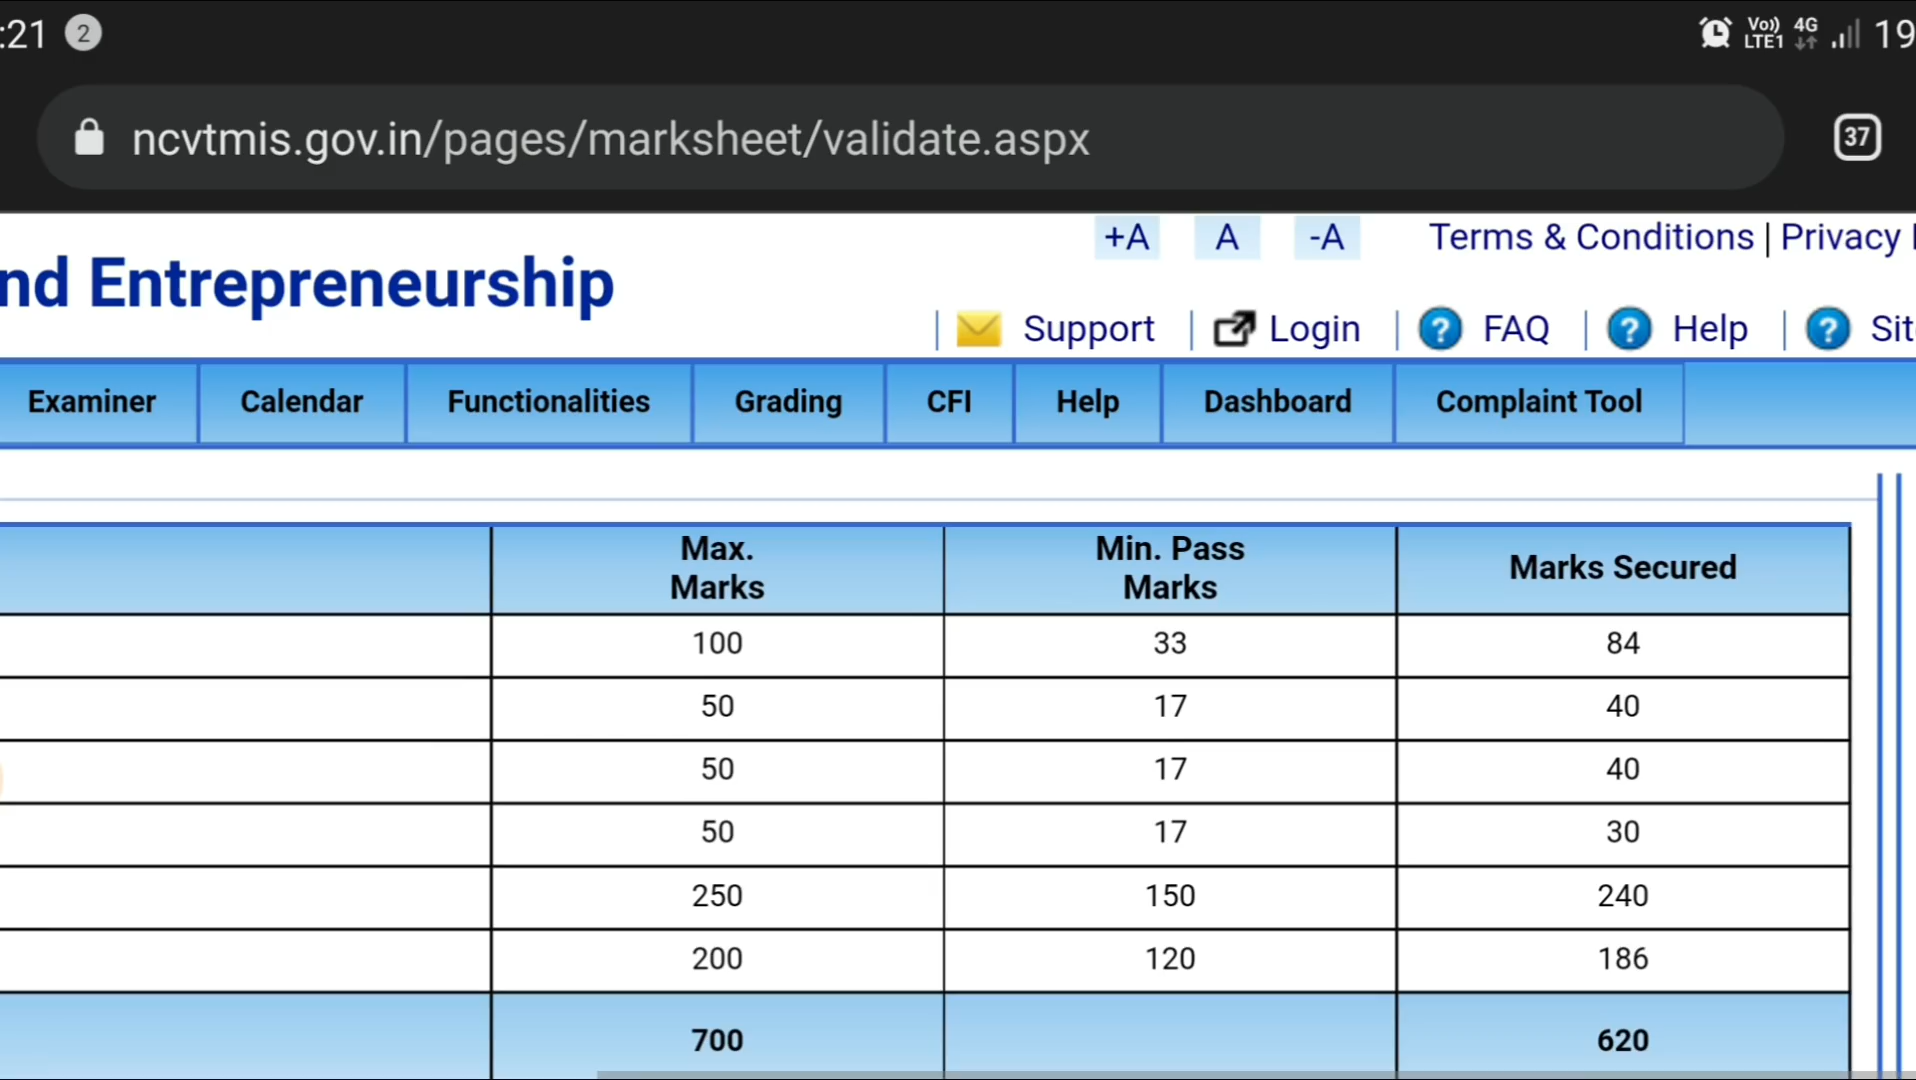 :21 2 Vo)) LTE1 4G 19
ncvtmis.gov.in/pages/marksheet/validate.aspx 37
+A A -A Terms & Conditions | Privacy
nd Entrepreneurship
| Support | Login | ? FAQ | ? Help | ? Sit
Examiner Calendar Functionalities Grading CFI Help Dashboard Complaint Tool
Max. Marks Min. Pass Marks Marks Secured
100 33 84
50 17 40
50 17 40
50 17 30
250 150 240
200 120 186
700 620